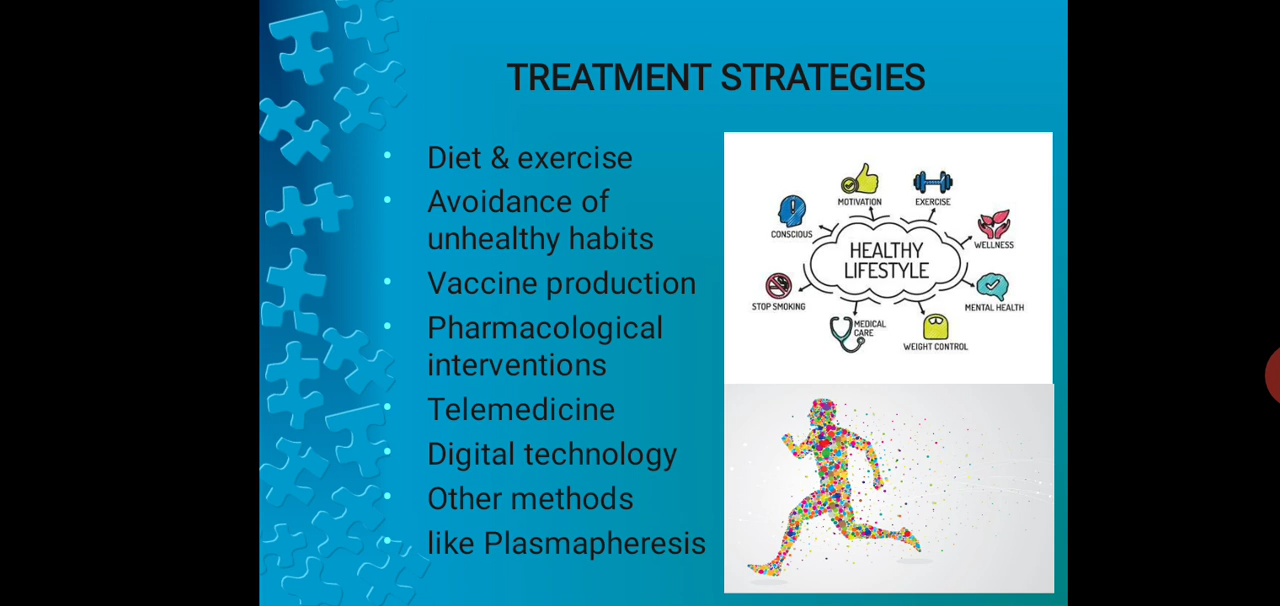 TREATMENT STRATEGIES
• Diet & exercise
• Avoidance of
unhealthy habits
• Vaccine production
• Pharmacological
interventions
• Telemedicine
• Digital technology
• Other methods
• like Plasmapheresis
MOTIVATION
EXERCISE
CONSCIOUS
WELLNESS
HEALTHY
LIFESTYLE
STOP SMOKING
MENTAL HEALTH
MEDICAL
CARE
WEIGHT CONTROL